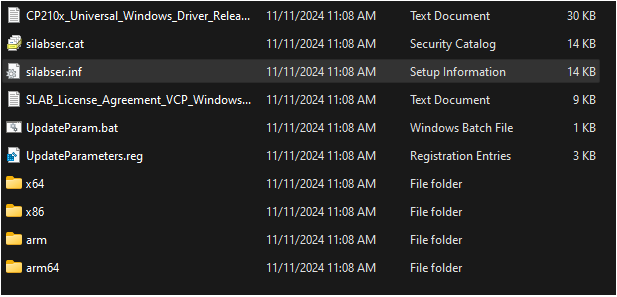 CP210x_Universal_Windows_Driver_Relea... 11/11/2024 11:08 AM Text Document 30 KB
silabser.cat 11/11/2024 11:08 AM Security Catalog 14 KB
silabser.inf 11/11/2024 11:08 AM Setup Information 14 KB
SLAB_License_Agreement_VCP_Windows... 11/11/2024 11:08 AM Text Document 9 KB
UpdateParam.bat 11/11/2024 11:08 AM Windows Batch File 1 KB
UpdateParameters.reg 11/11/2024 11:08 AM Registration Entries 3 KB
x64 11/11/2024 11:08 AM File folder
x86 11/11/2024 11:08 AM File folder
arm 11/11/2024 11:08 AM File folder
arm64 11/11/2024 11:08 AM File folder